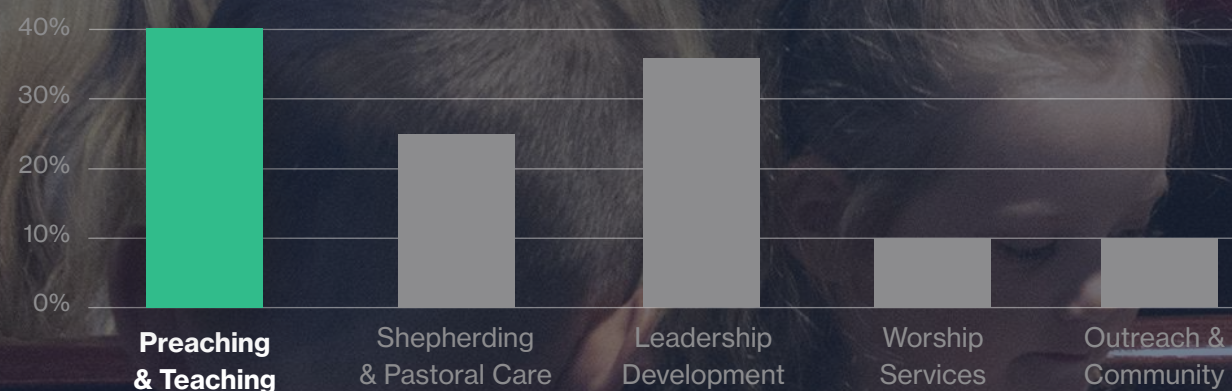 40%
30%
20%
10%
0%
Preaching
& Teaching
Shepherding
& Pastoral Care
Leadership
Development
Worship
Services
Outreach &
Community